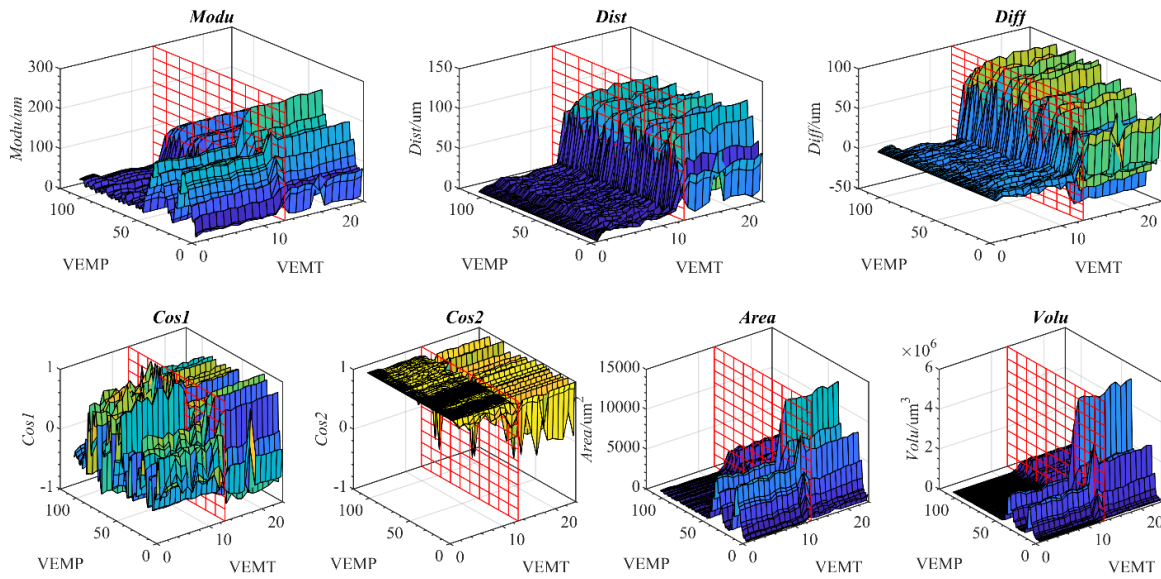 Modu
300
200
100
0
Modu/um
100
50
0
VEMP
0
10
20
VEMT
Dist
150
100
50
0
Dist/um
100
50
0
VEMP
0
10
20
VEMT
Diff
100
50
0
-50
Diff/um
100
50
0
VEMP
0
10
20
VEMT
Cos1
1
0
-1
Cos1
100
50
0
VEMP
0
10
20
VEMT
Cos2
1
0
-1
Cos2
100
50
0
VEMP
0
10
20
VEMT
Area
15000
10000
5000
0
Area/um²
100
50
0
VEMP
0
10
20
VEMT
Volu
×10⁶
6
4
2
0
Volu/um³
100
50
0
VEMP
0
10
20
VEMT